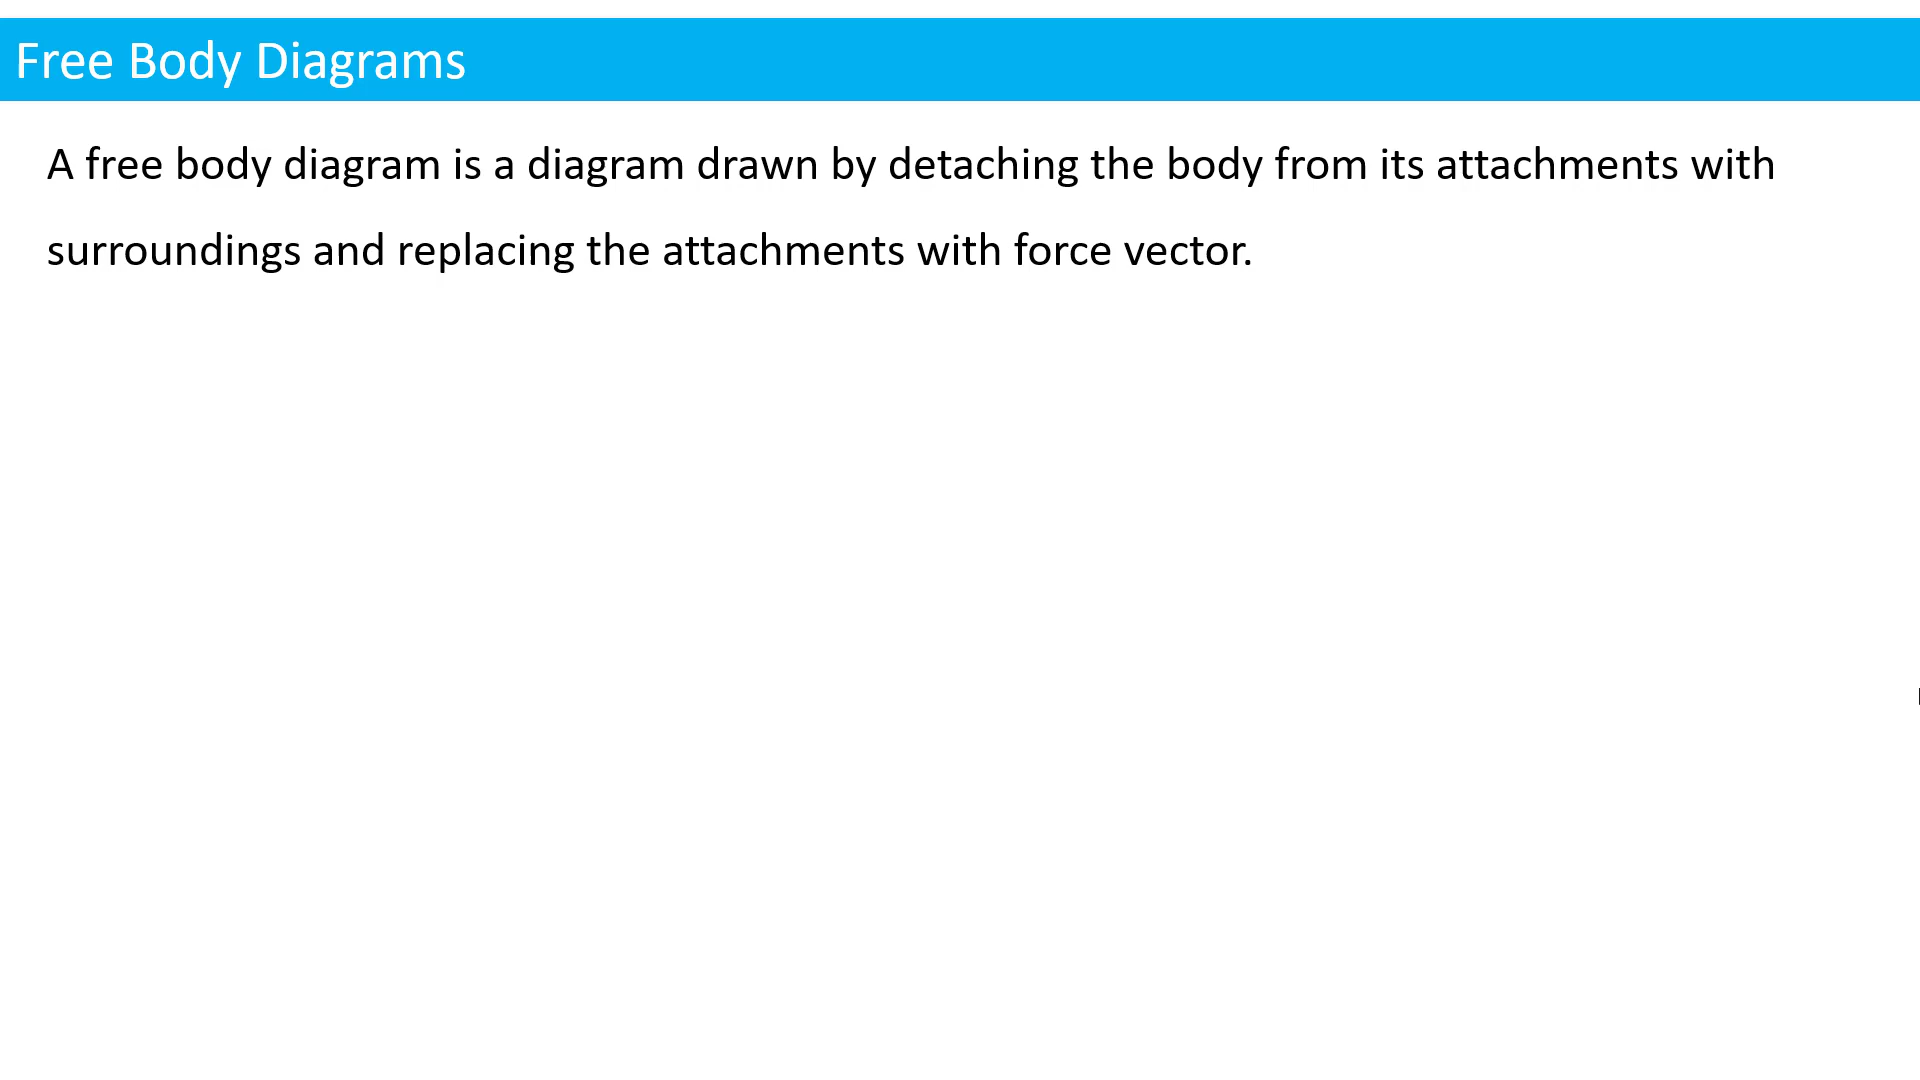 Free Body Diagrams
A free body diagram is a diagram drawn by detaching the body from its attachments with
surroundings and replacing the attachments with force vector.